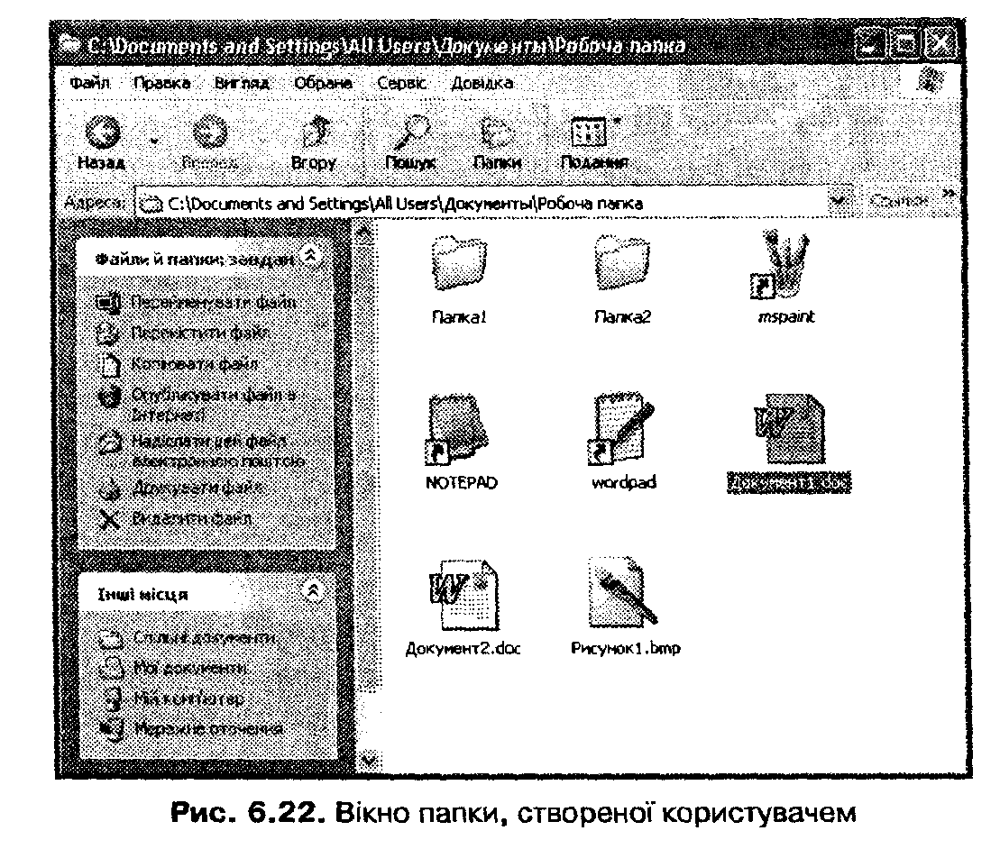 C:\Documents and Settings\All Users\Документы\Робоча папка
Файл Правка Вигляд Обране Сервіс Довідка
Назад Вперед Вгору Пошук Папки Подання
Адреса: C:\Documents and Settings\All Users\Документы\Робоча папка Ссылки »
Файли й папки: завдан
Перейменувати файл
Перемістити файл
Копіювати файл
Опублікувати файл в
Інтернеті
Надіслати цей файл
електронною поштою
Друкувати файл
Видалити файл
Інші місця
Спільні документи
Мої документи
Мій комп'ютер
Мережне оточення
Папка1 Папка2 mspaint
NOTEPAD wordpad Документ1.doc
Документ2.doc Рисунок1.bmp
Рис. 6.22. Вікно папки, створеної користувачем